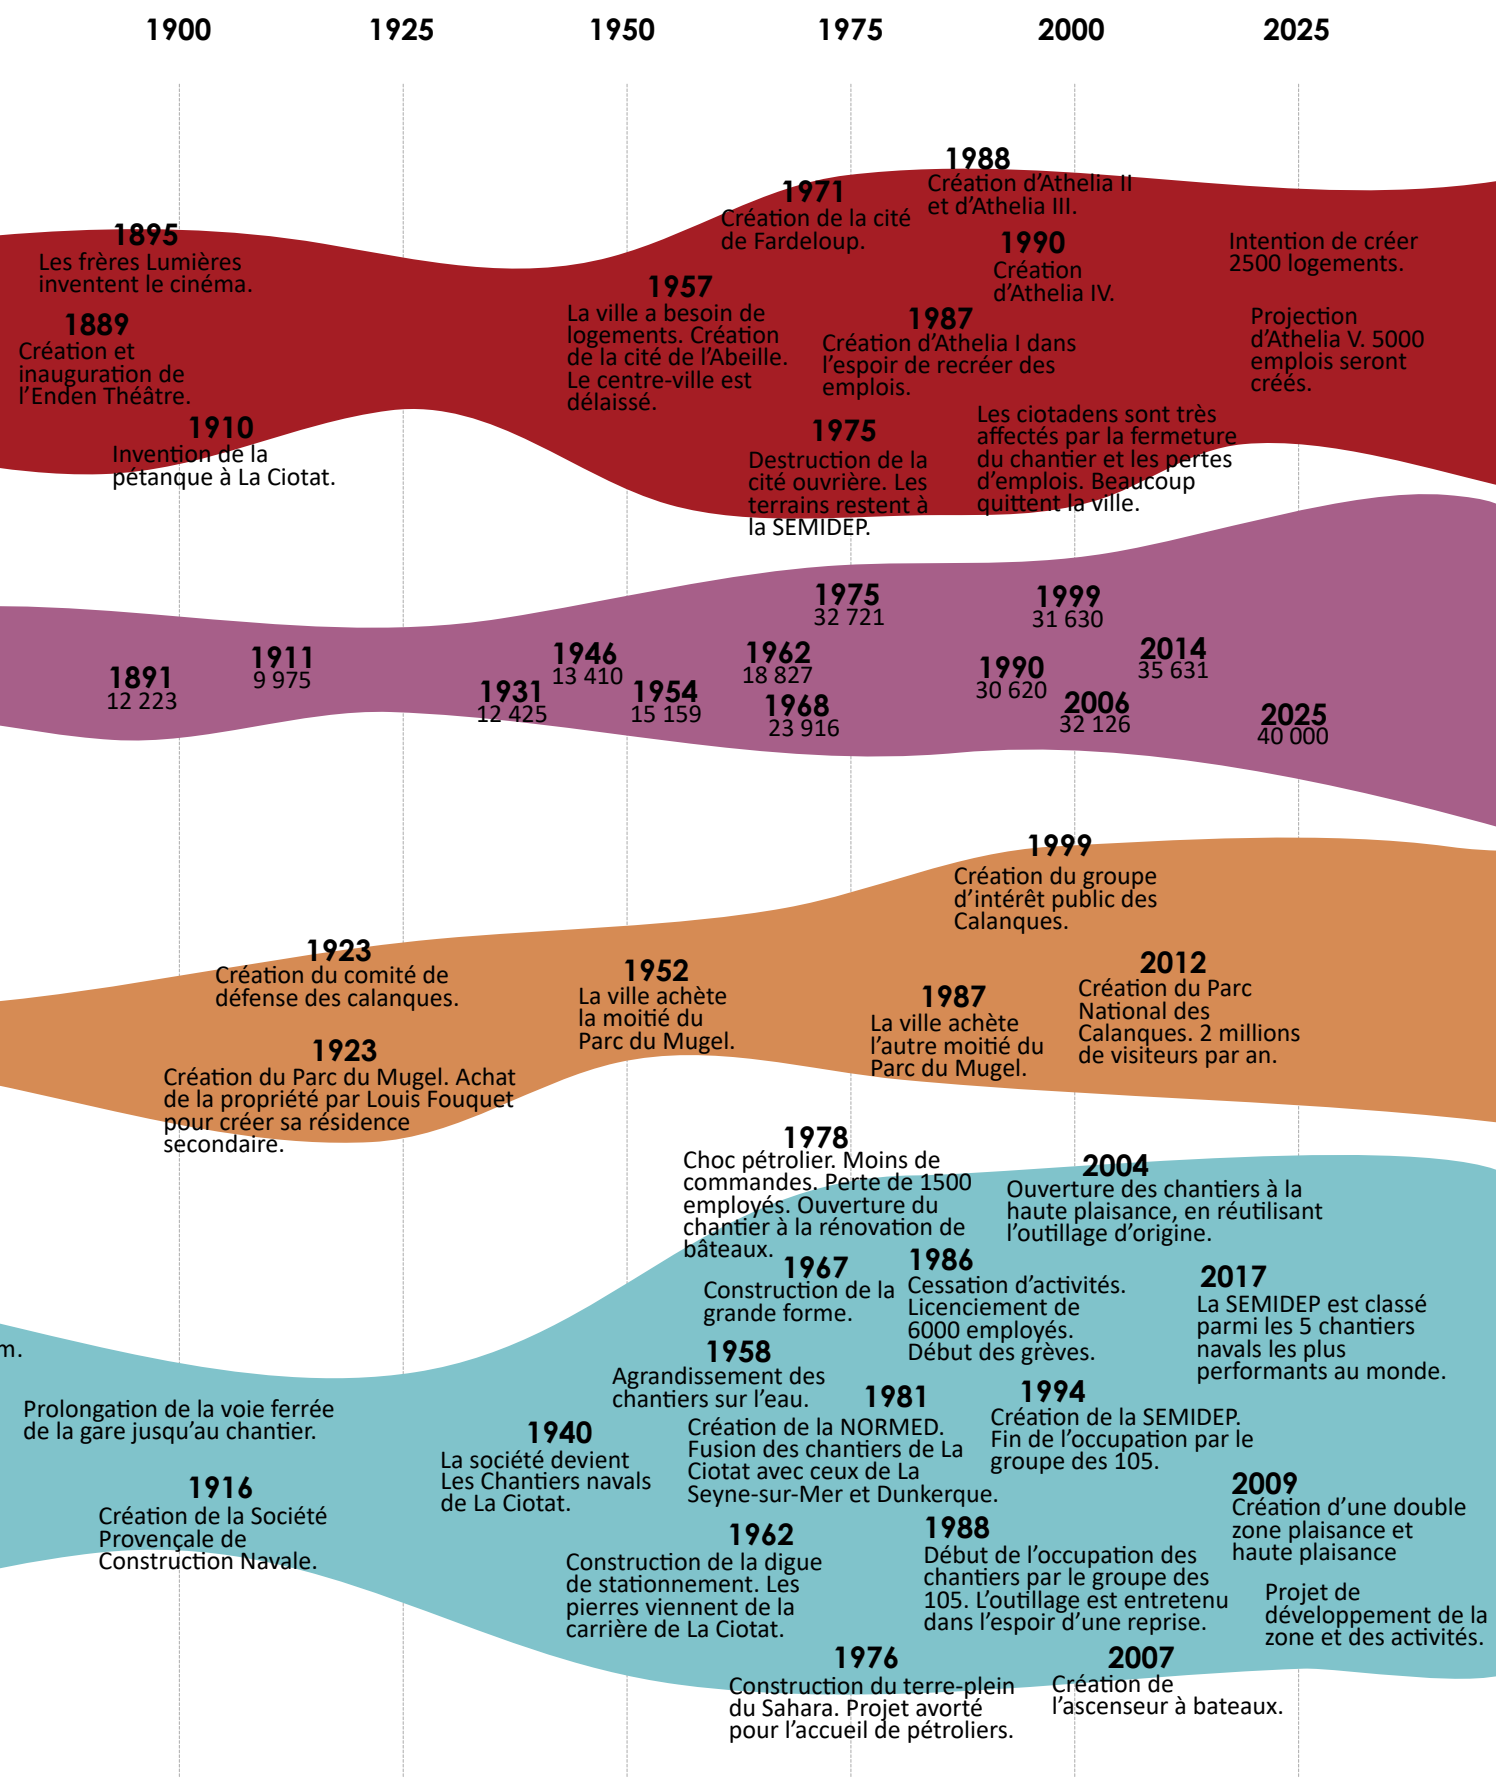 1900
1925
1950
1975
2000
2025
1988
Création d'Athelia II
et d'Athelia III.
1971
Création de la cité
de Fardeloup.
1895
Les frères Lumières
inventent le cinéma.
1990
Création
d'Athelia IV.
Intention de créer
2500 logements.
1957
La ville a besoin de
logements. Création
de la cité de l'Abeille.
Le centre-ville est
délaissé.
1889
Création et
inauguration de
l'Enden Théâtre.
1987
Création d'Athelia I dans
l'espoir de recréer des
emplois.
Projection
d'Athelia V. 5000
emplois seront
créés.
1910
Invention de la
pétanque à La Ciotat.
1975
Destruction de la
cité ouvrière. Les
terrains restent à
la SEMIDEP.
Les ciotadens sont très
affectés par la fermeture
du chantier et les pertes
d'emplois. Beaucoup
quittent la ville.
1891
12 223
1911
9 975
1931
12 425
1946
13 410
1954
15 159
1962
18 827
1968
23 916
1975
32 721
1990
30 620
1999
31 630
2006
32 126
2014
35 631
2025
40 000
1999
Création du groupe
d'intérêt public des
Calanques.
1923
Création du comité de
défense des calanques.
1952
La ville achète
la moitié du
Parc du Mugel.
1987
La ville achète
l'autre moitié du
Parc du Mugel.
2012
Création du Parc
National des
Calanques. 2 millions
de visiteurs par an.
1923
Création du Parc du Mugel. Achat
de la propriété par Louis Fouquet
pour créer sa résidence
secondaire.
1978
Choc pétrolier. Moins de
commandes. Perte de 1500
employés. Ouverture du
chantier à la rénovation de
bâteaux.
2004
Ouverture des chantiers à la
haute plaisance, en réutilisant
l'outillage d'origine.
1967
Construction de la
grande forme.
1986
Cessation d'activités.
Licenciement de
6000 employés.
Début des grèves.
2017
La SEMIDEP est classé
parmi les 5 chantiers
navals les plus
performants au monde.
m.
1958
Agrandissement des
chantiers sur l'eau.
Prolongation de la voie ferrée
de la gare jusqu'au chantier.
1981
Création de la NORMED.
Fusion des chantiers de La
Ciotat avec ceux de La
Seyne-sur-Mer et Dunkerque.
1994
Création de la SEMIDEP.
Fin de l'occupation par le
groupe des 105.
1940
La société devient
Les Chantiers navals
de La Ciotat.
1916
Création de la Société
Provençale de
Construction Navale.
2009
Création d'une double
zone plaisance et
haute plaisance
1962
Construction de la digue
de stationnement. Les
pierres viennent de la
carrière de La Ciotat.
1988
Début de l'occupation des
chantiers par le groupe des
105. L'outillage est entretenu
dans l'espoir d'une reprise.
Projet de
développement de la
zone et des activités.
1976
Construction du terre-plein
du Sahara. Projet avorté
pour l'accueil de pétroliers.
2007
Création de
l'ascenseur à bateaux.